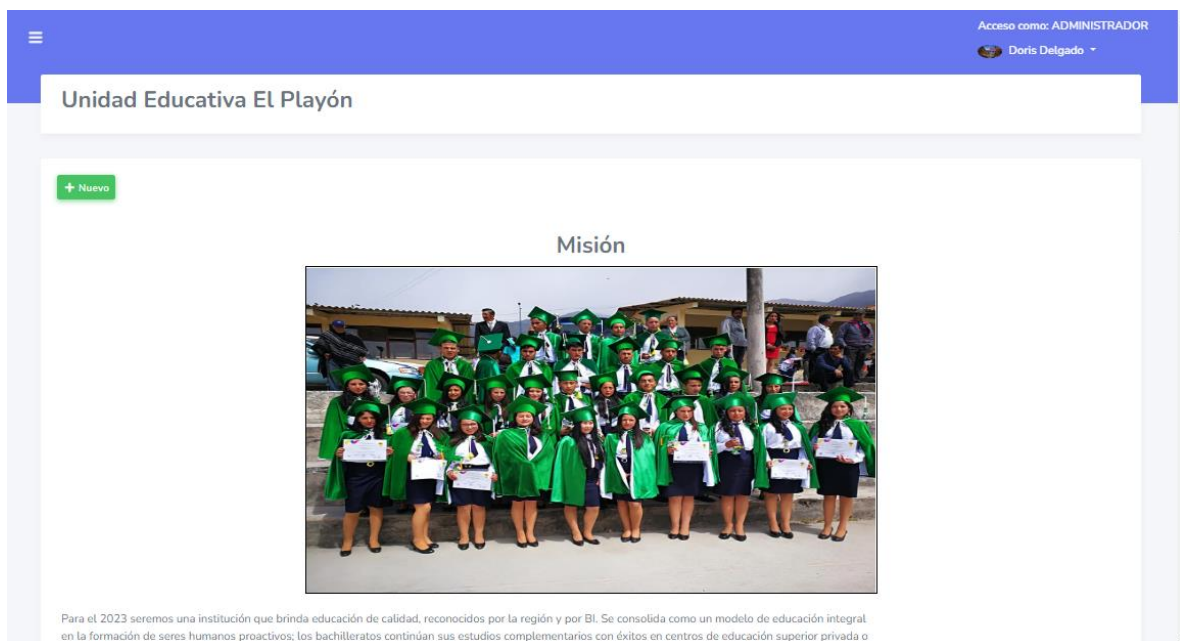 Acceso como: ADMINISTRADOR
Doris Delgado
Unidad Educativa El Playón
+ Nuevo
Misión
Para el 2023 seremos una institución que brinda educación de calidad, reconocidos por la región y por BI. Se consolida como un modelo de educación integral
en la formación de seres humanos proactivos; los bachilleratos continúan sus estudios complementarios con éxitos en centros de educación superior privada o